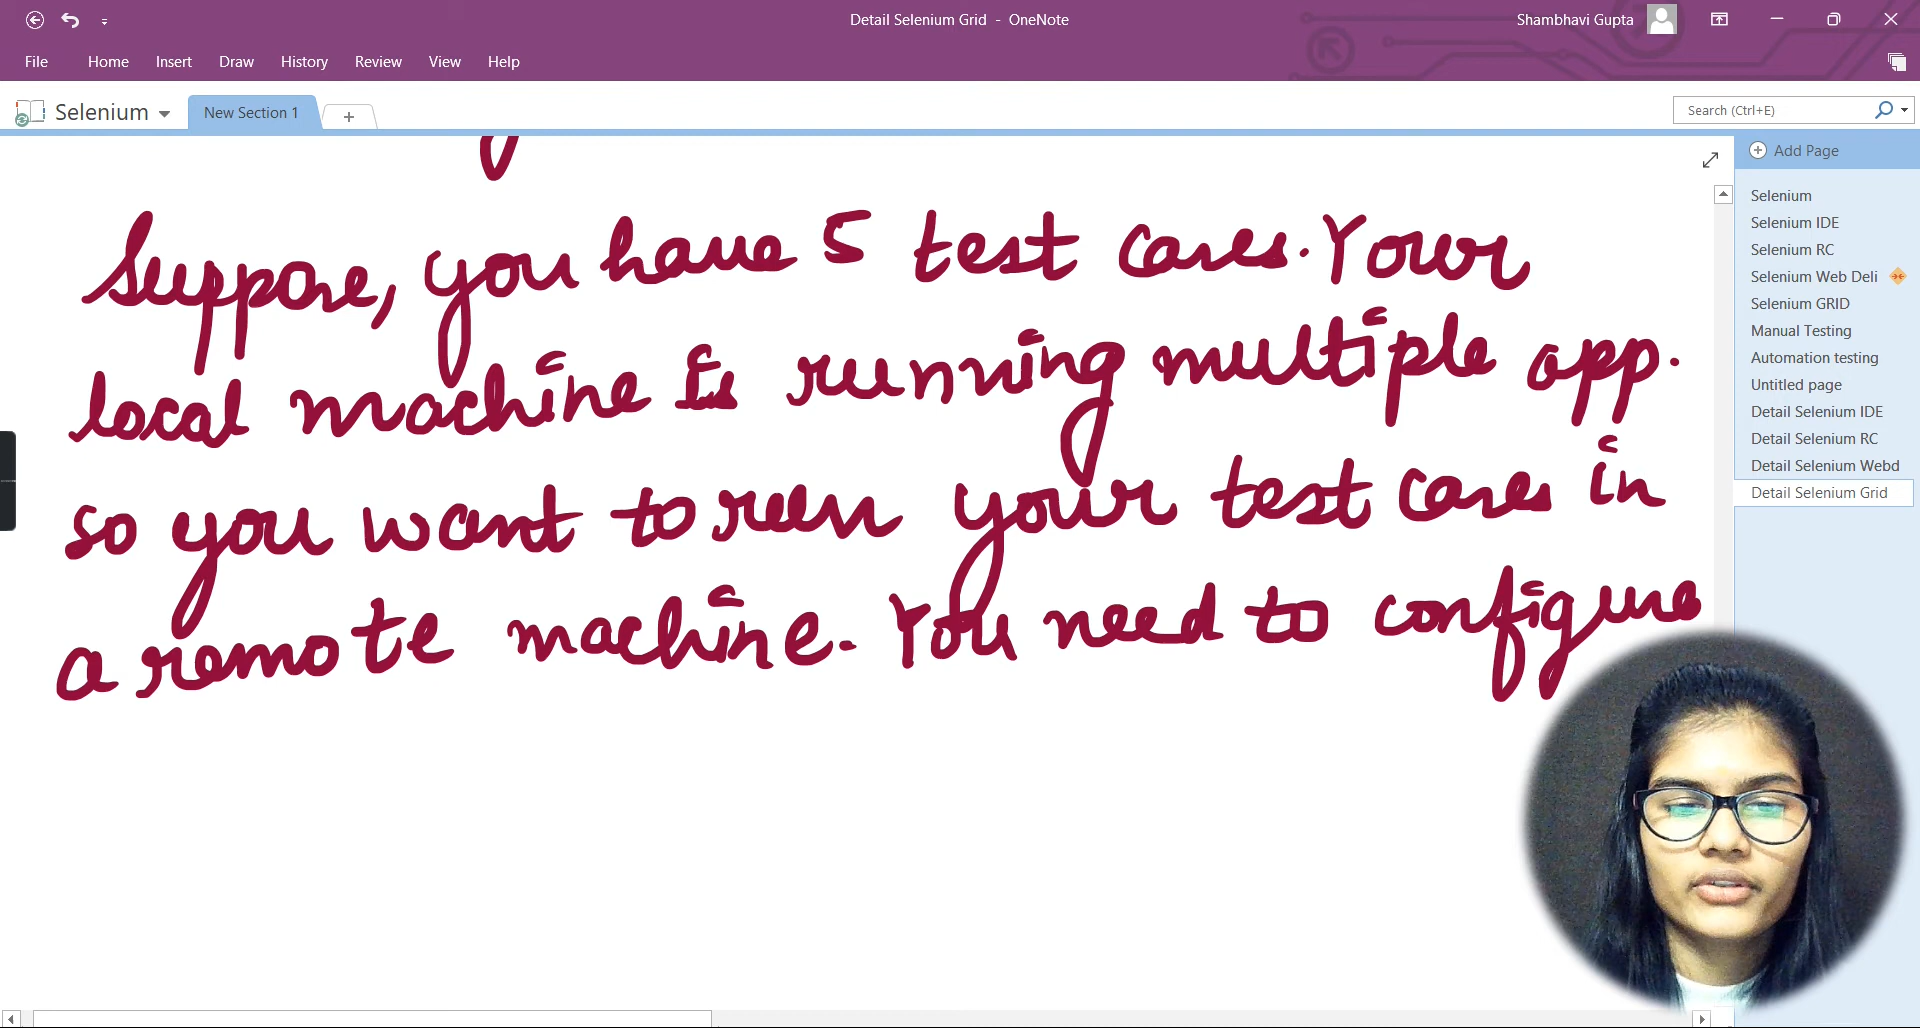 Detail Selenium Grid - OneNote
Shambhavi Gupta
File Home Insert Draw History Review View Help
Selenium
New Section 1
+
Search (Ctrl+E)
Add Page
Selenium
Selenium IDE
Selenium RC
Selenium Web Deli
Selenium GRID
Manual Testing
Automation testing
Untitled page
Detail Selenium IDE
Detail Selenium RC
Detail Selenium Webd
Detail Selenium Grid
Suppose, you have 5 test cases. Your
local machine is running multiple app.
so you want to run your test cases in
a remote machine. You need to configure